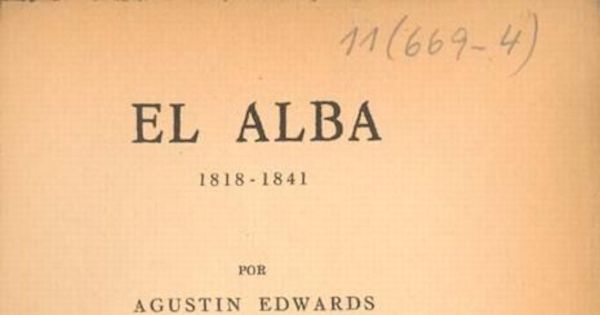 11(669-4)
EL ALBA
1818-1841
POR
AGUSTIN EDWARDS